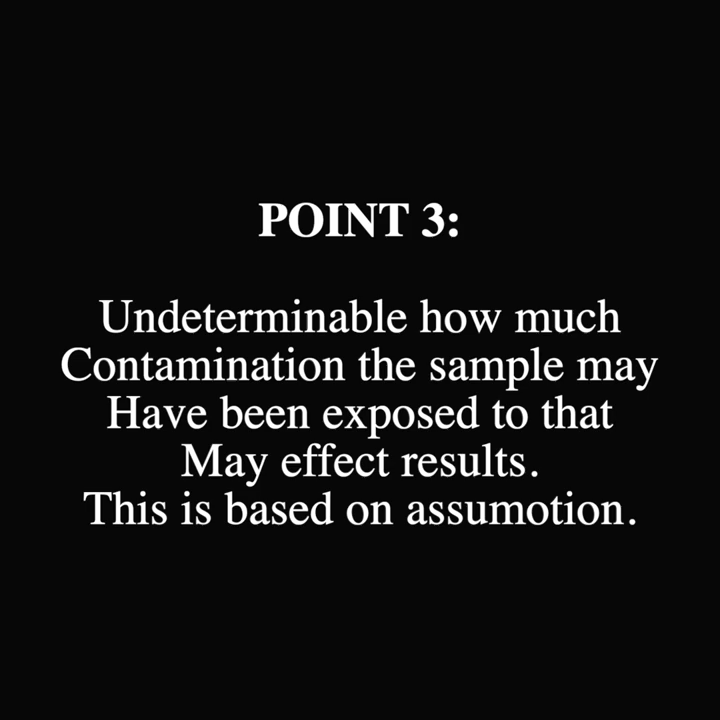 POINT 3:
Undeterminable how much
Contamination the sample may
Have been exposed to that
May effect results.
This is based on assumotion.